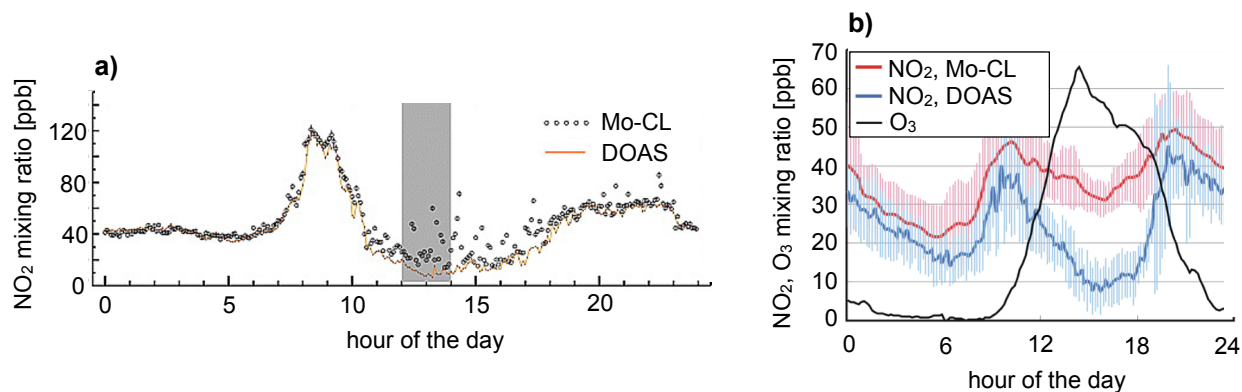 a)
NO₂ mixing ratio [ppb]
120
80
40
0
0 5 10 15 20
hour of the day
Mo-CL
DOAS
b)
NO₂, O₃ mixing ratio [ppb]
70
60
50
40
30
20
10
0
0 6 12 18 24
hour of the day
NO₂, Mo-CL
NO₂, DOAS
O₃